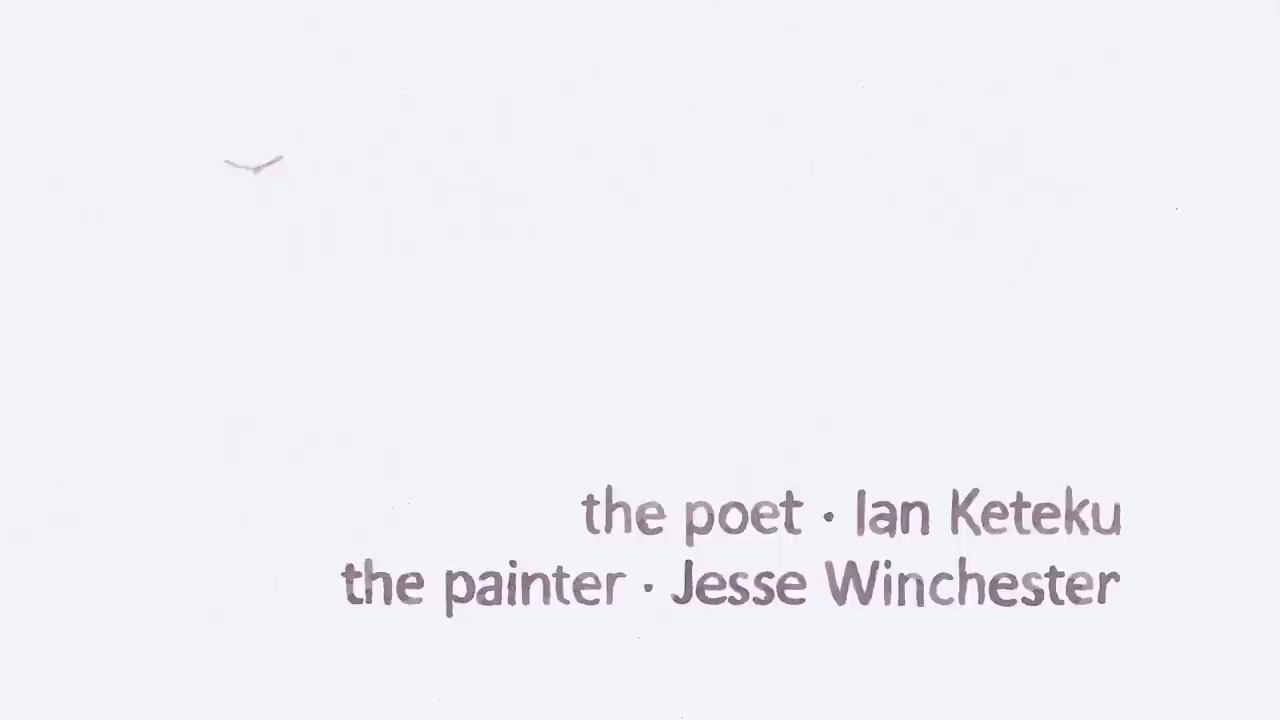 the poet · Ian Keteku
the painter · Jesse Winchester